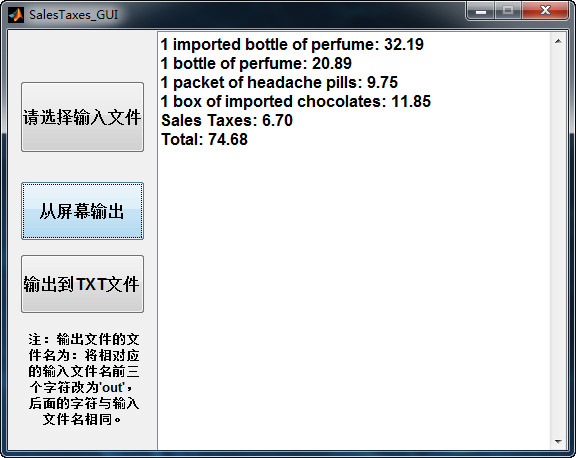 SalesTaxes_GUI
请选择输入文件
从屏幕输出
输出到TXT文件
注：输出文件的文
件名为：将相对应
的输入文件名前三
个字符改为'out'，
后面的字符与输入
文件名相同。
1 imported bottle of perfume: 32.19
1 bottle of perfume: 20.89
1 packet of headache pills: 9.75
1 box of imported chocolates: 11.85
Sales Taxes: 6.70
Total: 74.68